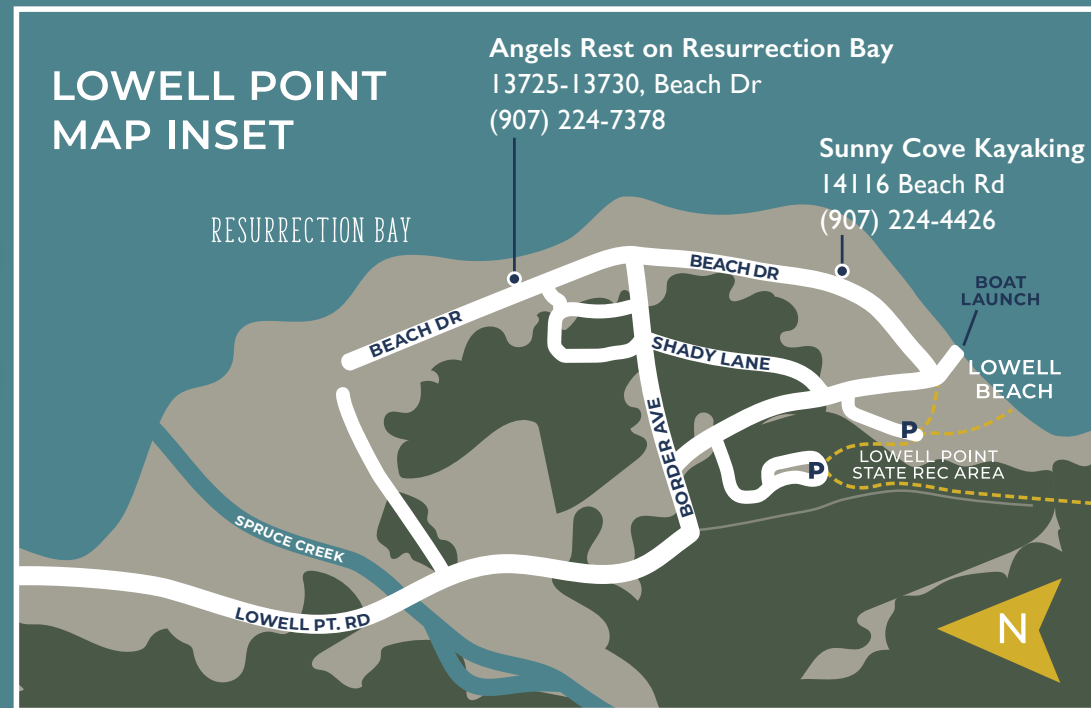 LOWELL POINT
MAP INSET
Angels Rest on Resurrection Bay
13725-13730, Beach Dr
(907) 224-7378
Sunny Cove Kayaking
14116 Beach Rd
(907) 224-4426
RESURRECTION BAY
BEACH DR
BEACH DR
BOAT
LAUNCH
SHADY LANE
LOWELL
BEACH
BORDER AVE
P
P
LOWELL POINT
STATE REC AREA
SPRUCE CREEK
LOWELL PT. RD
N